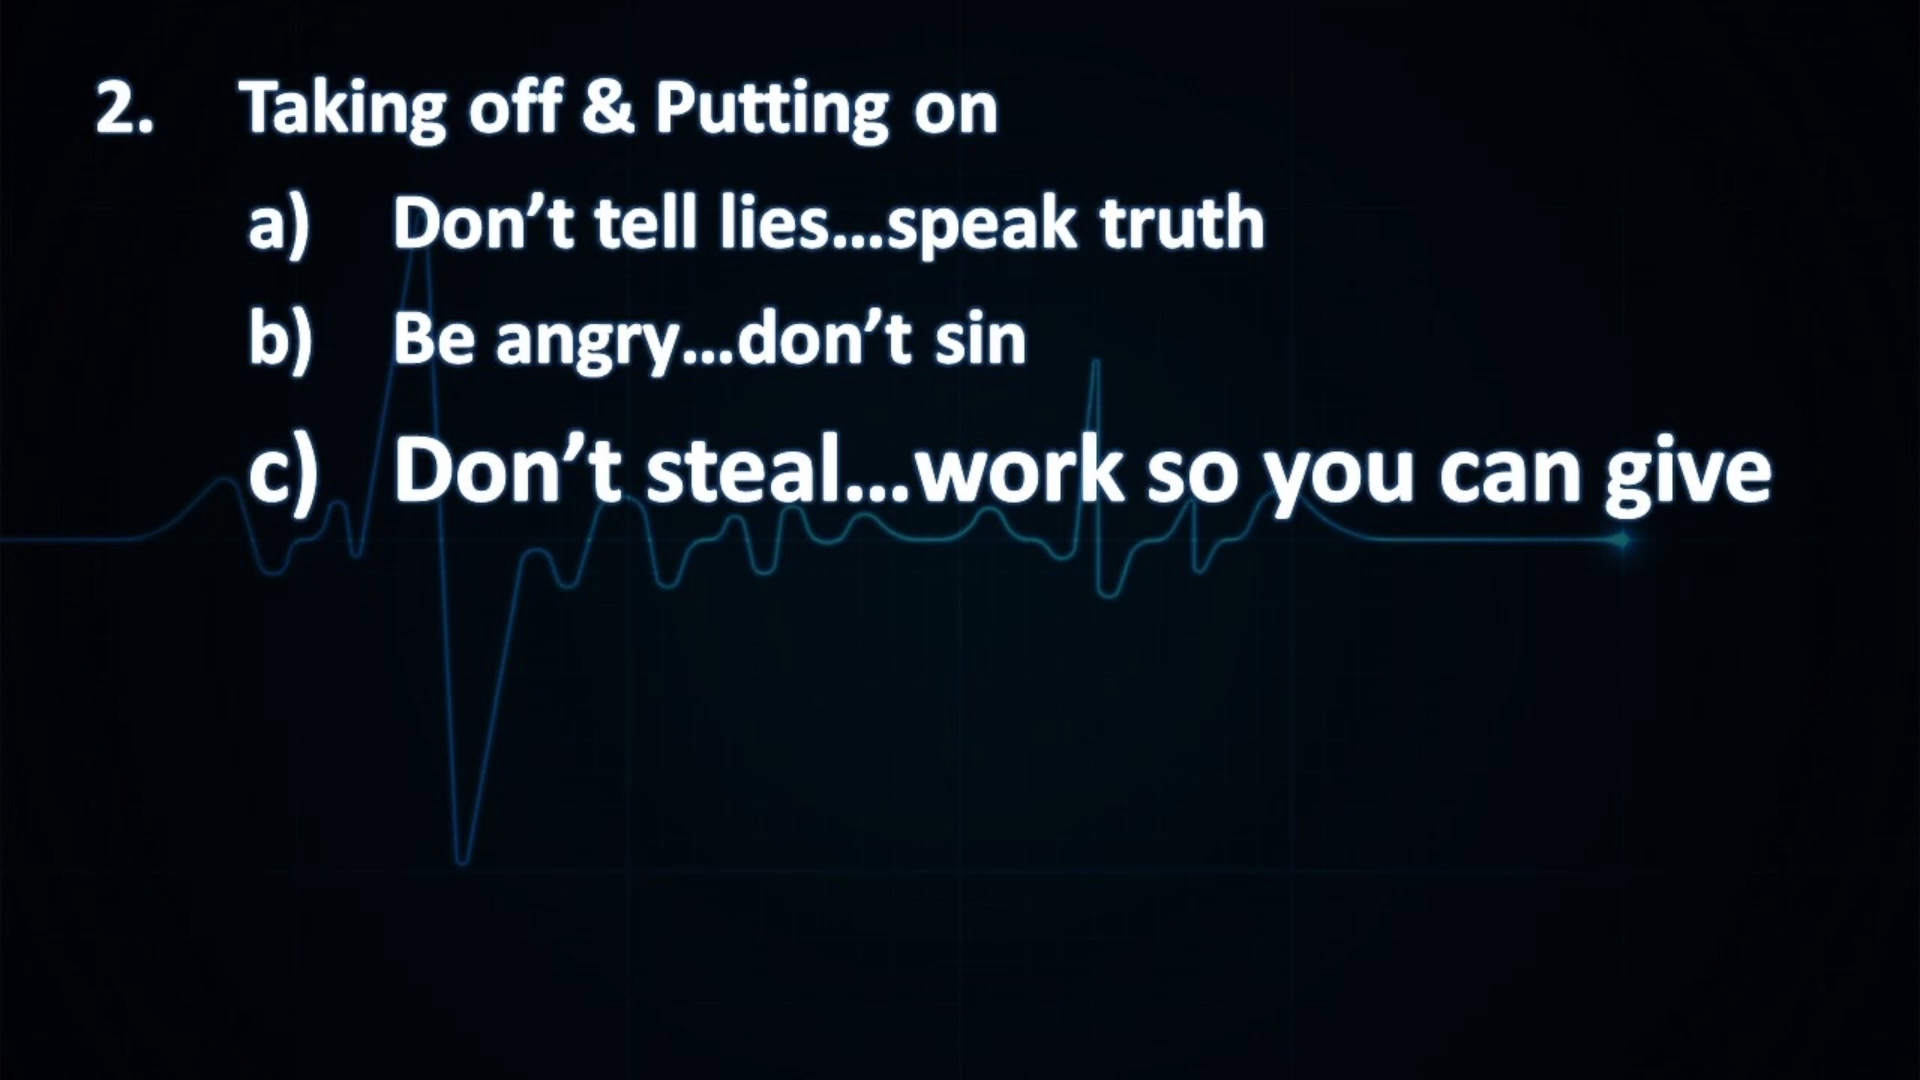 2. Taking off & Putting on
a) Don’t tell lies...speak truth
b) Be angry...don’t sin
c) Don’t steal...work so you can give